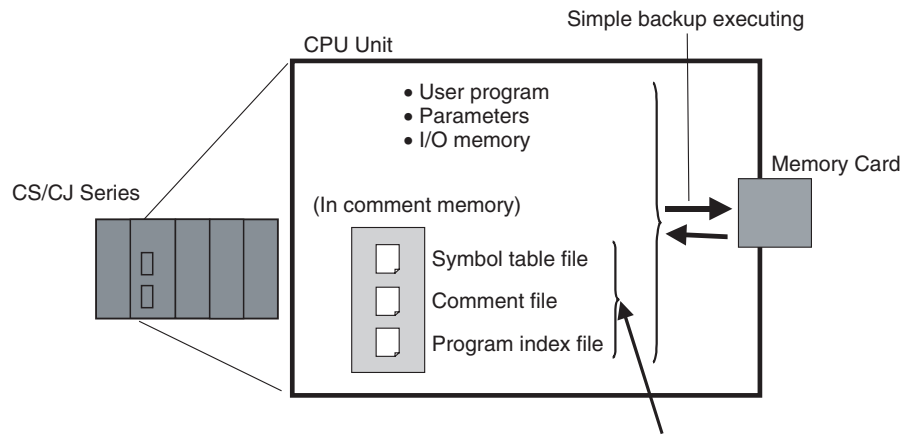 Simple backup executing
CPU Unit
• User program
• Parameters
• I/O memory
Memory Card
CS/CJ Series
(In comment memory)
Symbol table file
Comment file
Program index file